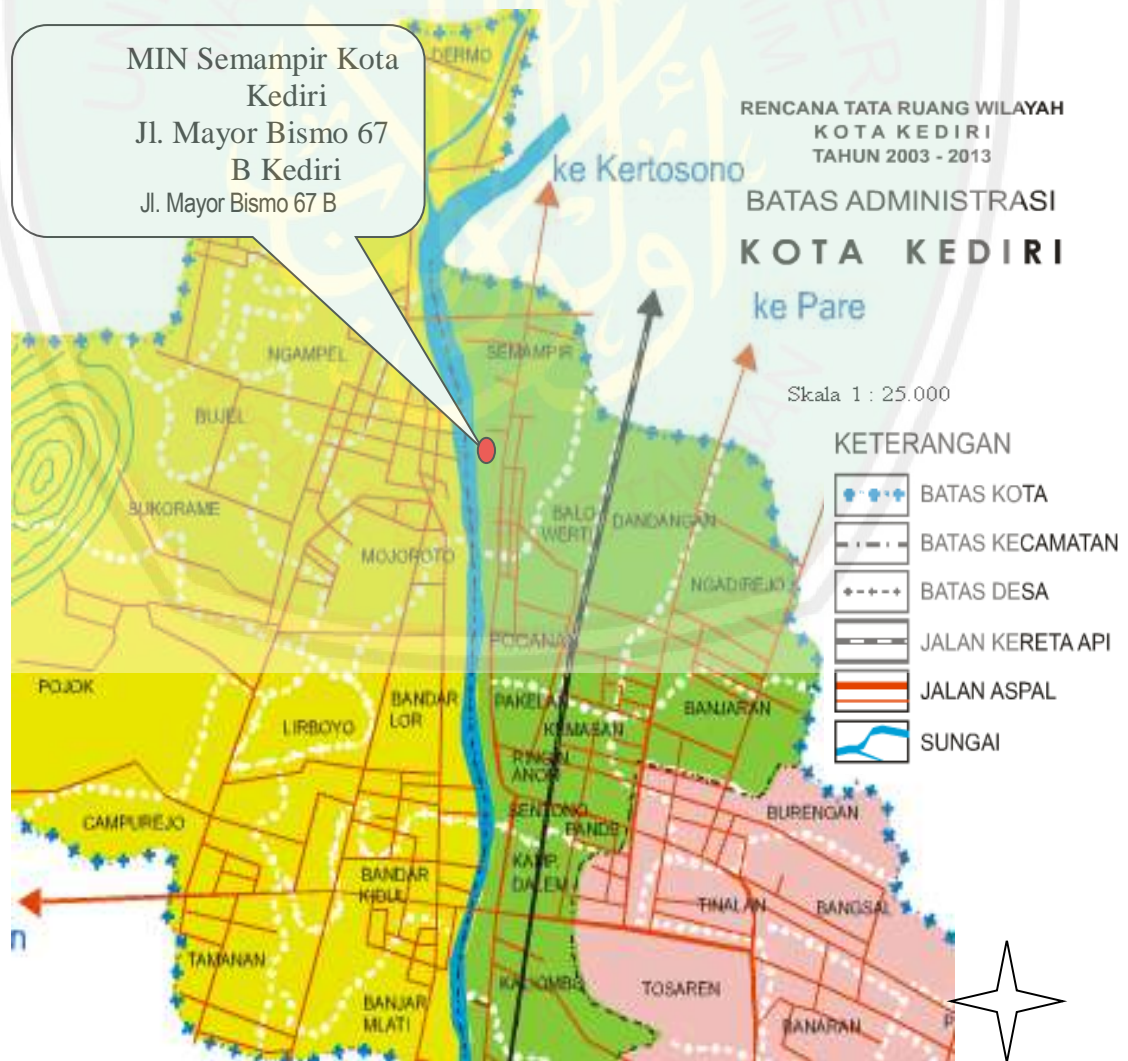 MIN Semampir Kota
Kediri
Jl. Mayor Bismo 67
B Kediri
Jl. Mayor Bismo 67 B
DERMO
RENCANA TATA RUANG WILAYAH
KOTA KEDIRI
TAHUN 2003 - 2013
BATAS ADMINISTRASI
KOTA KEDIRI
ke Kertosono
ke Pare
Skala 1 : 25.000
KETERANGAN
BATAS KOTA
BATAS KECAMATAN
BATAS DESA
JALAN KERETA API
JALAN ASPAL
SUNGAI
NGAMPEL
SEMAMPIR
BUJEL
SUKORAME
MOJOROTO
BALO
WERTI
DANDANGAN
NGADIREJO
POCANAN
POJOK
LIRBOYO
BANDAR
LOR
PAKELAN
KEMASAN
BANJARAN
RINGIN
ANOM
SENTONO
PANDE
BURENGAN
CAMPUREJO
BANDAR
KIDUL
KAMP.
DALEM
TINALAN
BANGSAL
n
TAMANAN
BANJAR
MLATI
TOSAREN
BANARAN
P